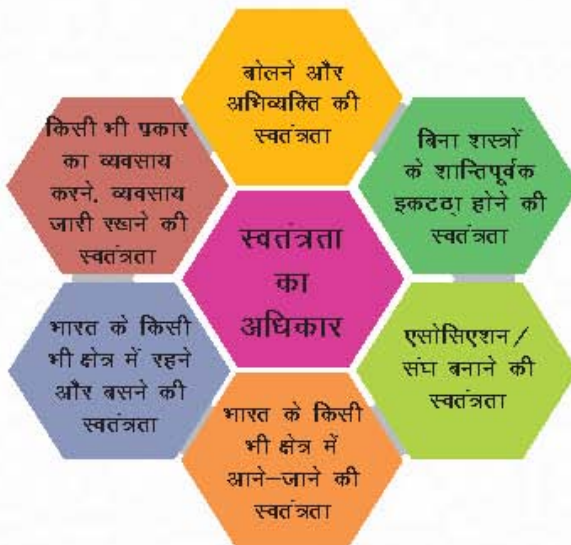 बोलने और
अभिव्यक्ति की
स्वतंत्रता
बिना शस्त्रों
के शान्तिपूर्वक
इकटठा् होने की
स्वतंत्रता
एसोसिएशन/
संघ बनाने की
स्वतंत्रता
भारत के किसी
भी क्षेत्र में
आने-जाने की
स्वतंत्रता
भारत के किसी
भी क्षेत्र में रहने
और बसने की
स्वतंत्रता
किसी भी प्रकार
का व्यवसाय
करने. व्यवसाय
जारी रखने की
स्वतंत्रता
स्वतंत्रता
का
अधिकार